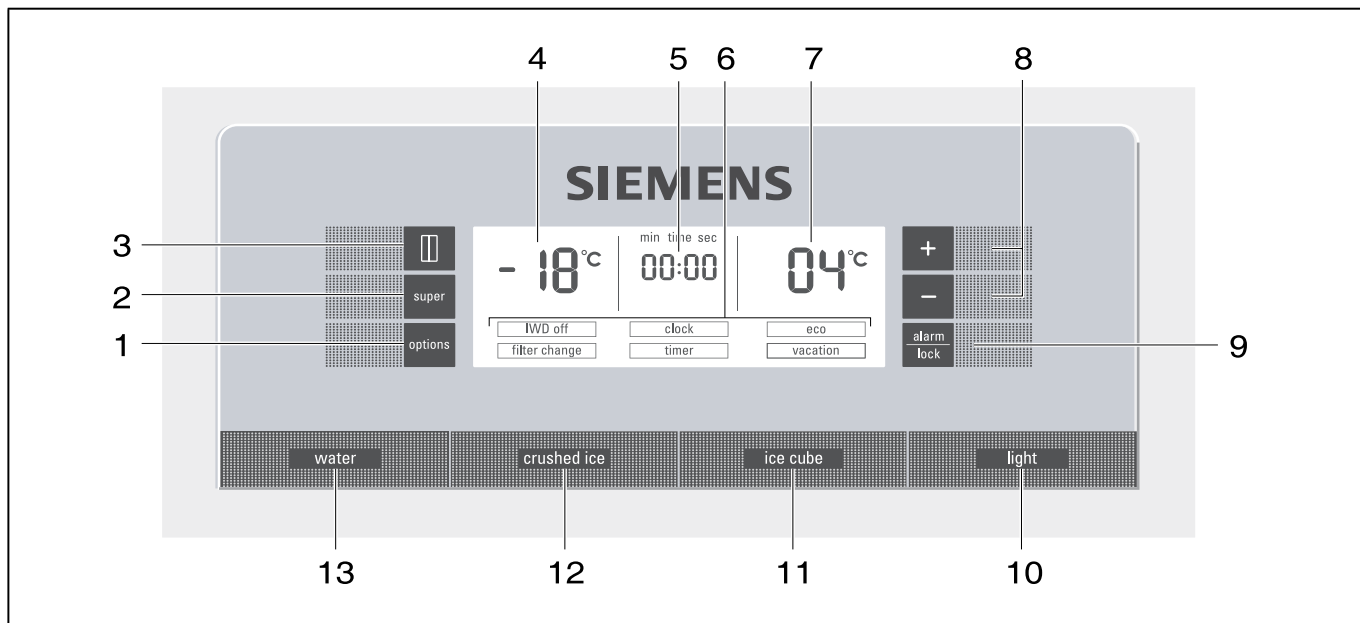 4 5 6 7 8
SIEMENS
3
min time sec
-18°C 00:00 04°C
+
2 super
−
IWD off clock eco
1 options
filter change timer vacation
alarm
lock
9
water crushed ice ice cube light
13 12 11 10